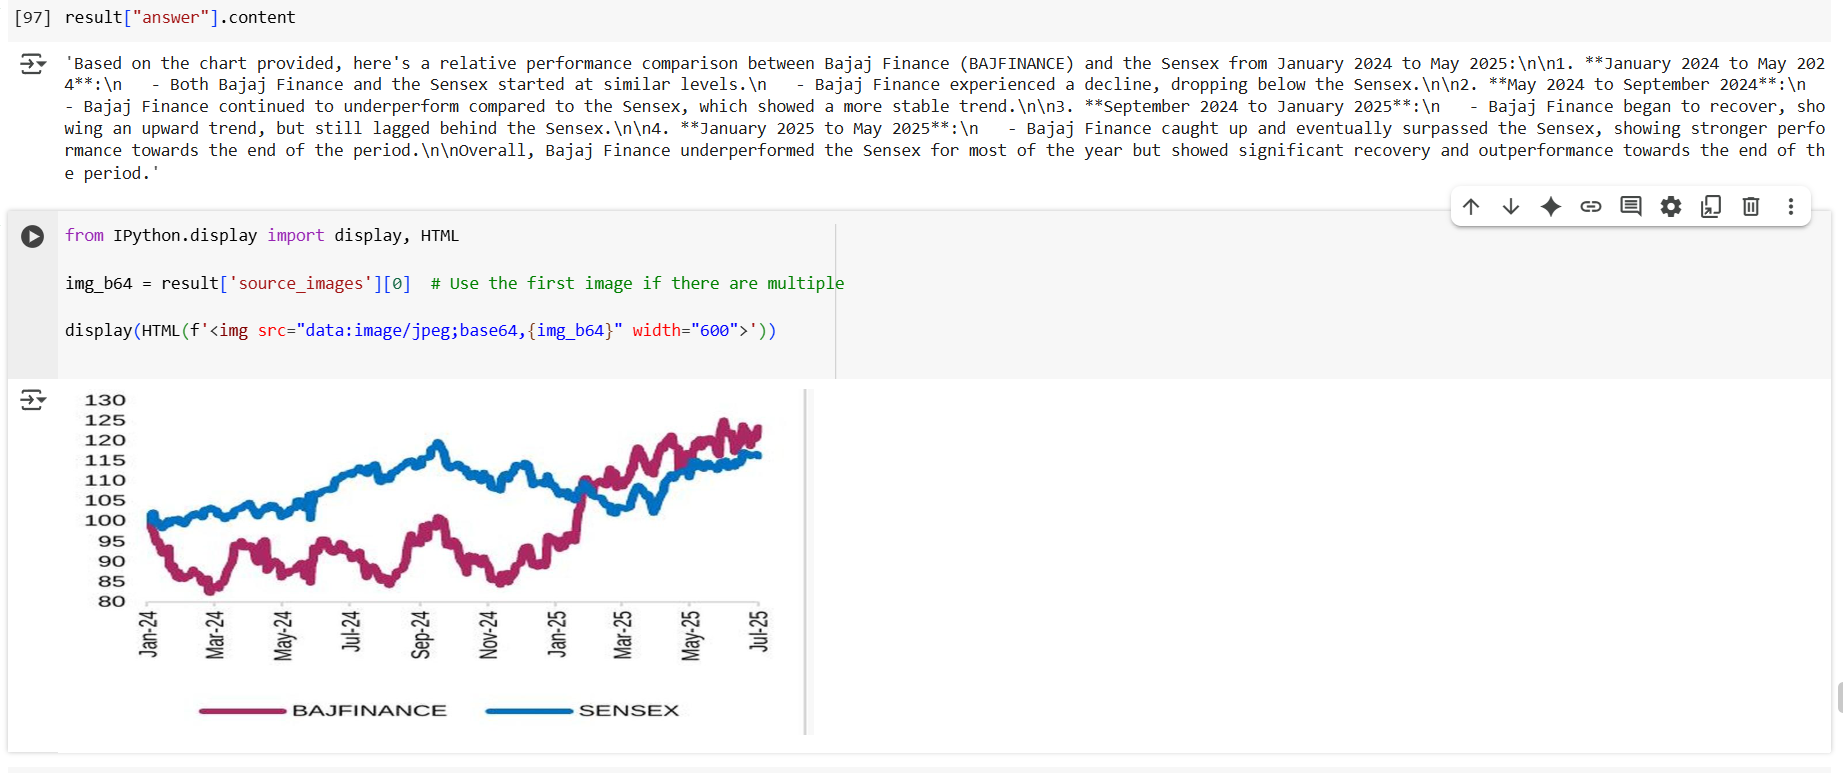 [97] result["answer"].content
'Based on the chart provided, here's a relative performance comparison between Bajaj Finance (BAJFINANCE) and the Sensex from January 2024 to May 2025:\n\n1. **January 2024 to May 202
4**:\n   - Both Bajaj Finance and the Sensex started at similar levels.\n   - Bajaj Finance experienced a decline, dropping below the Sensex.\n\n2. **May 2024 to September 2024**:\n
- Bajaj Finance continued to underperform compared to the Sensex, which showed a more stable trend.\n\n3. **September 2024 to January 2025**:\n   - Bajaj Finance began to recover, sho
wing an upward trend, but still lagged behind the Sensex.\n\n4. **January 2025 to May 2025**:\n   - Bajaj Finance caught up and eventually surpassed the Sensex, showing stronger perfo
rmance towards the end of the period.\n\nOverall, Bajaj Finance underperformed the Sensex for most of the year but showed significant recovery and outperformance towards the end of th
e period.'
from IPython.display import display, HTML
img_b64 = result['source_images'][0]  # Use the first image if there are multiple
display(HTML(f'<img src="data:image/jpeg;base64,{img_b64}" width="600">'))
130
125
120
115
110
105
100
95
90
85
80
Jan-24
Mar-24
May-24
Jul-24
Sep-24
Nov-24
Jan-25
Mar-25
May-25
Jul-25
BAJFINANCE
SENSEX